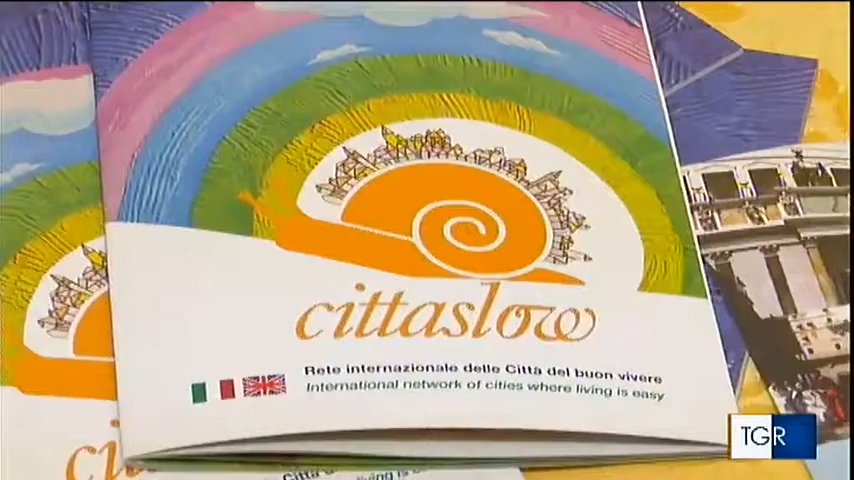 cittaslow
Rete internazionale delle Città del buon vivere
International network of cities where living is easy
TGR